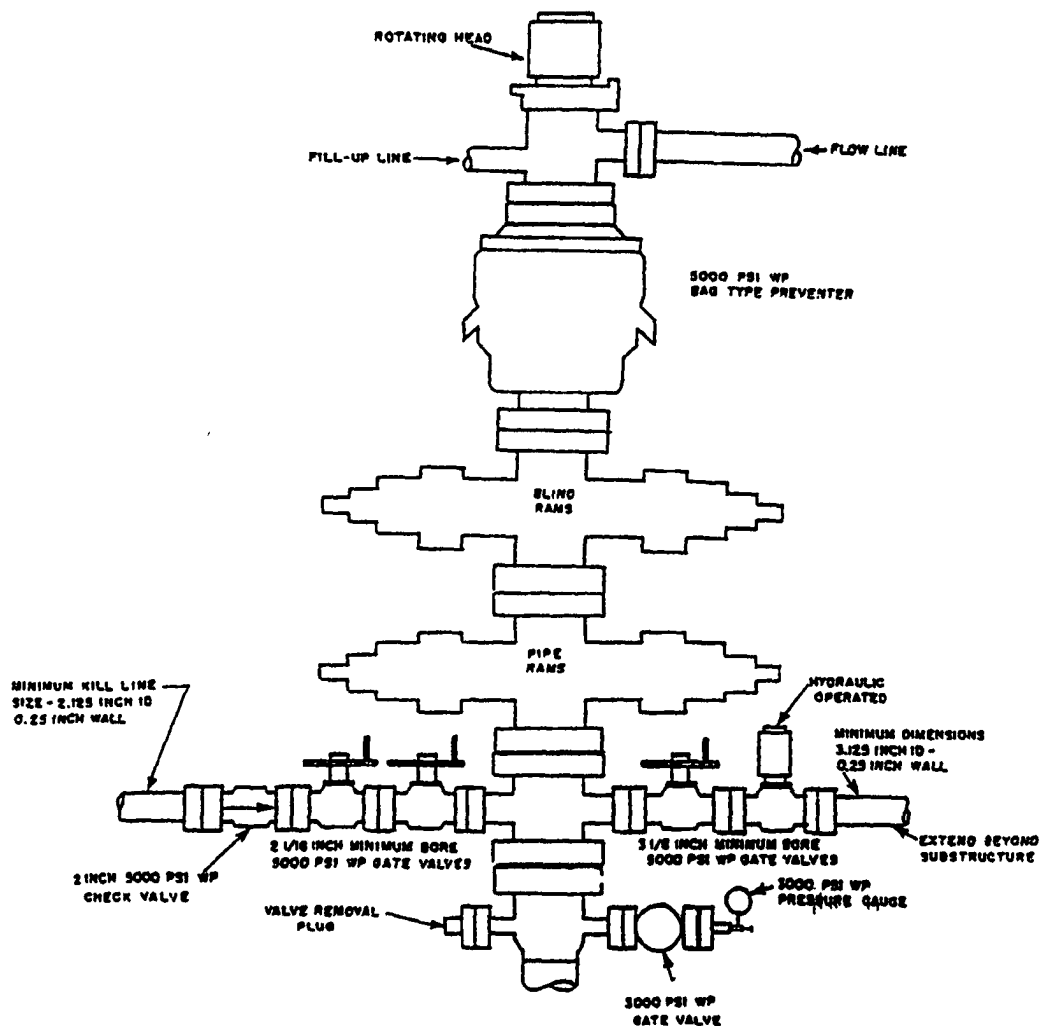 ROTATING HEAD
FILL-UP LINE
FLOW LINE
5000 PSI WP
BAG TYPE PREVENTER
BLIND
RAMS
PIPE
RAMS
MINIMUM KILL LINE
SIZE - 2.125 INCH ID
0.25 INCH WALL
HYDRAULIC
OPERATED
MINIMUM DIMENSIONS
3.125 INCH ID -
0.25 INCH WALL
2 1/16 INCH MINIMUM BORE
5000 PSI WP GATE VALVES
3 1/8 INCH MINIMUM BORE
5000 PSI WP GATE VALVES
EXTEND BEYOND
SUBSTRUCTURE
2 INCH 5000 PSI WP
CHECK VALVE
VALVE REMOVAL
PLUG
PSI WP
PRESSURE GAUGE
PSI WP
GATE VALVE